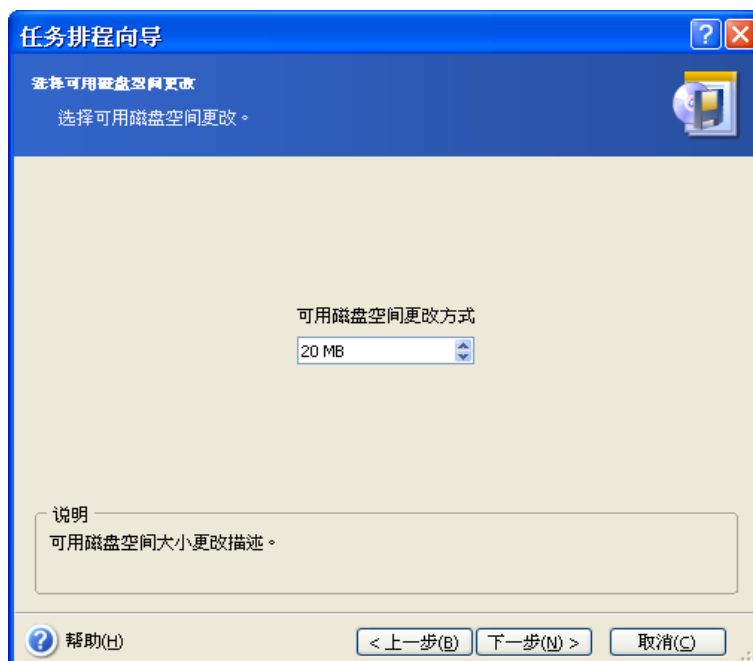 任务排程向导
选择可用磁盘空间更改
选择可用磁盘空间更改。
可用磁盘空间更改方式
20 MB
说明
可用磁盘空间大小更改描述。
帮助(H)
< 上一步(B)
下一步(N) >
取消(C)